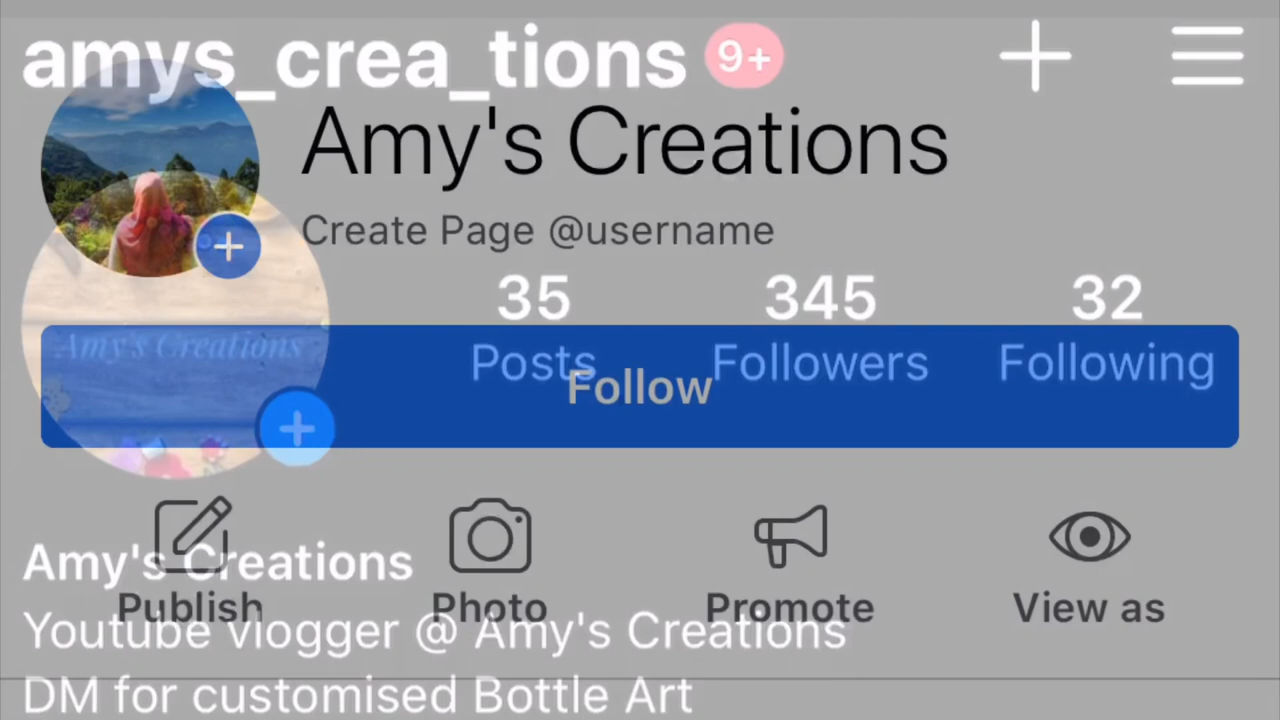 amys_crea_tions 9+
Amy's Creations
Create Page @username
35 345 32
Posts Followers Following
Amy's Creations
Follow
Amy's Creations
Publish Photo Promote View as
Youtube vlogger @ Amy's Creations
DM for customised Bottle Art